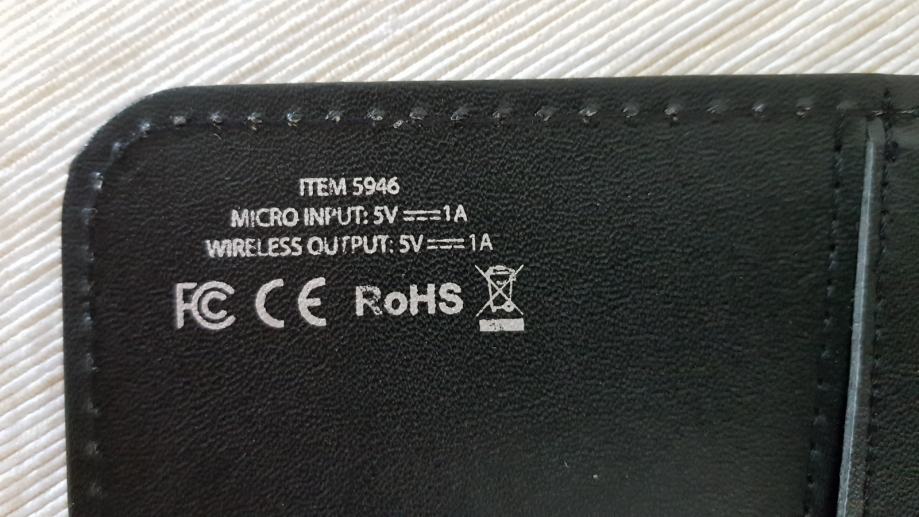 ITEM 5946
MICRO INPUT: 5V ⎓ 1A
WIRELESS OUTPUT: 5V ⎓ 1A
FC CE RoHS